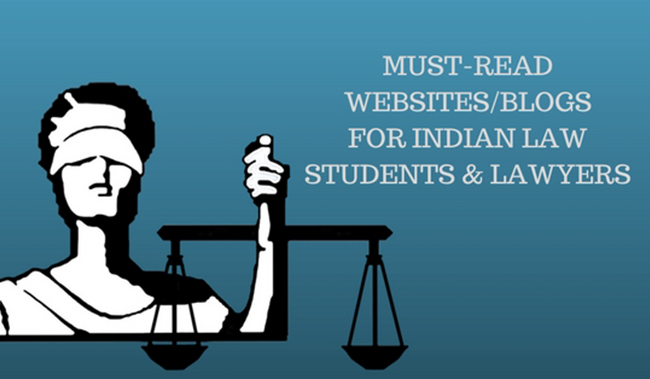 MUST-READ
WEBSITES/BLOGS
FOR INDIAN LAW
STUDENTS & LAWYERS